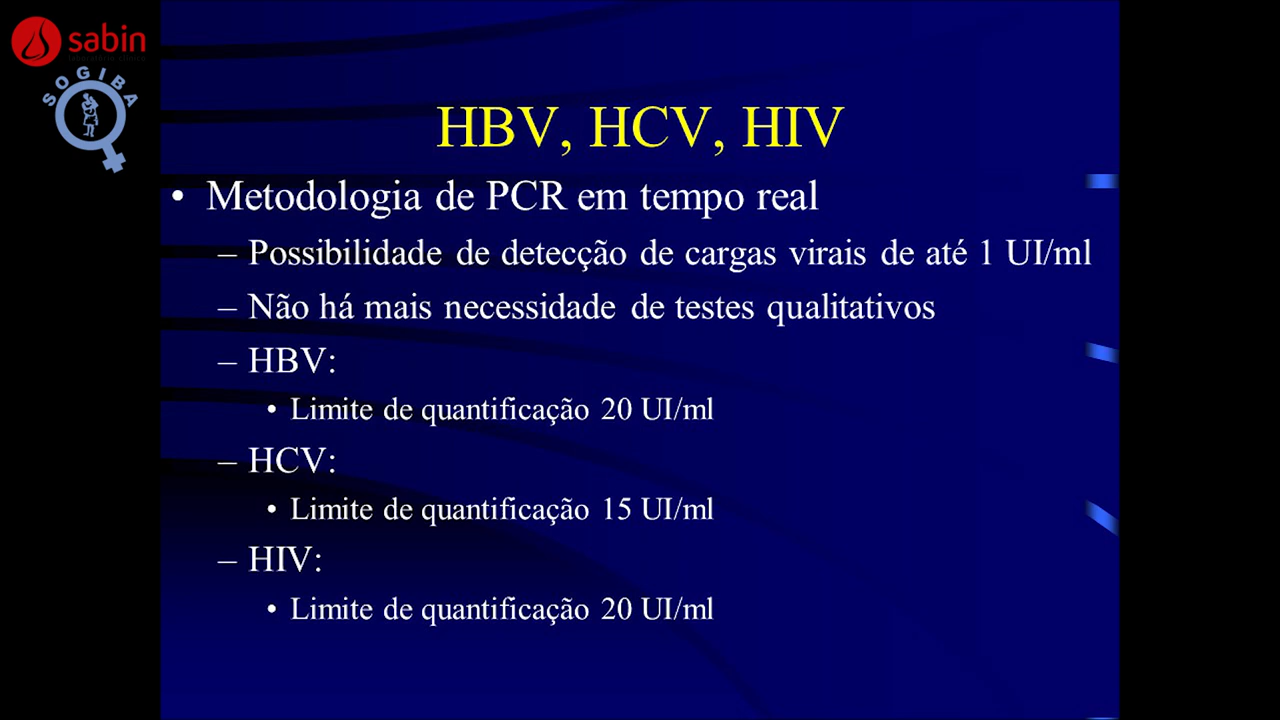 sabin
SOGIBA
HBV, HCV, HIV
• Metodologia de PCR em tempo real
– Possibilidade de detecção de cargas virais de até 1 UI/ml
– Não há mais necessidade de testes qualitativos
– HBV:
• Limite de quantificação 20 UI/ml
– HCV:
• Limite de quantificação 15 UI/ml
– HIV:
• Limite de quantificação 20 UI/ml